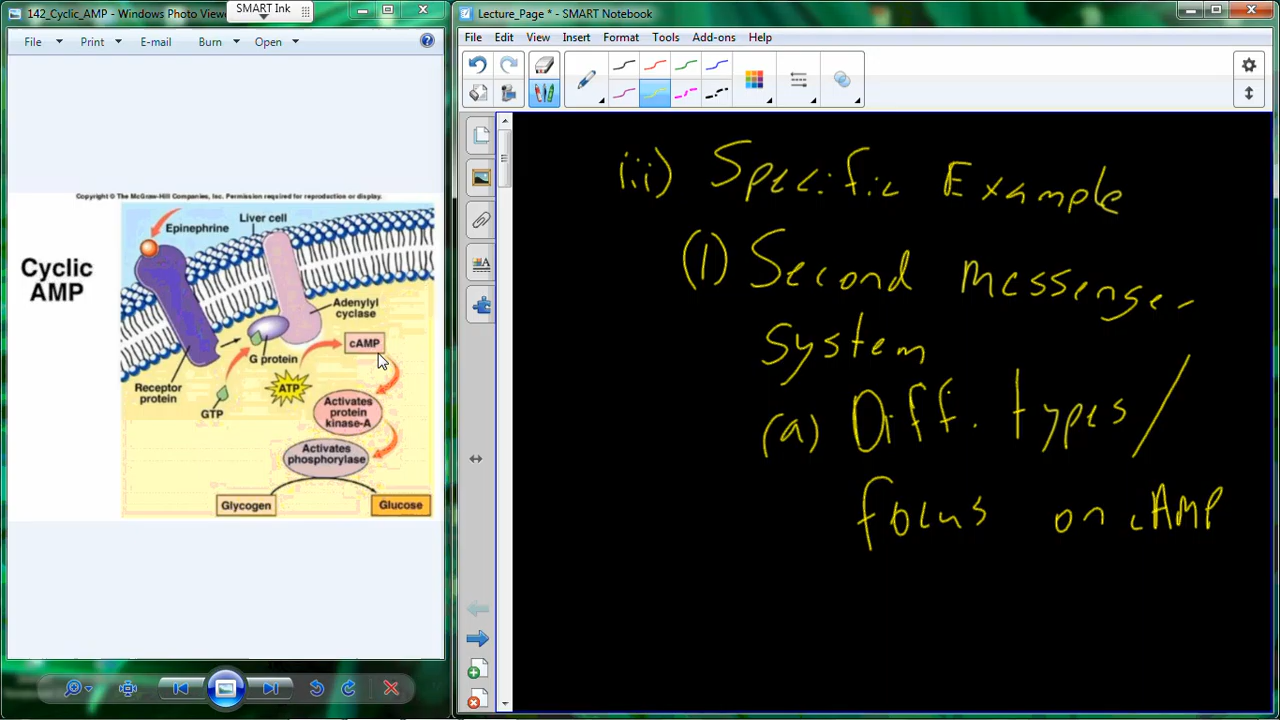 142_Cyclic_AMP - Windows Photo View
SMART Ink
File Print E-mail Burn Open
Copyright © The McGraw-Hill Companies, Inc. Permission required for reproduction or display.
Cyclic
AMP
Epinephrine
Liver cell
Adenylyl
cyclase
cAMP
G protein
Receptor
protein
GTP
ATP
Activates
protein
kinase-A
Activates
phosphorylase
Glycogen
Glucose
Lecture_Page * - SMART Notebook
File Edit View Insert Format Tools Add-ons Help
iii) Specific Example
(1) Second messenger
system
(a) Diff. types/
focus on cAMP